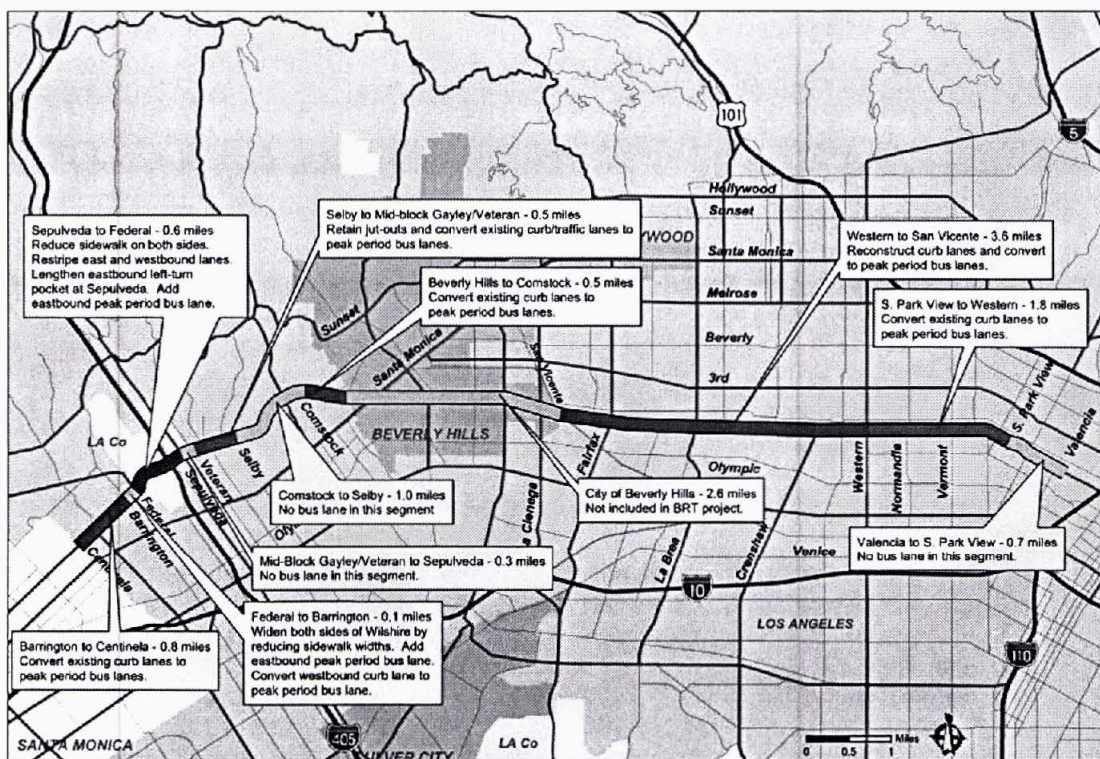 101
5
Hollywood
Sunset
Santa Monica
Melrose
Beverly
3rd
Sepulveda to Federal - 0.6 miles
Reduce sidewalk on both sides.
Restripe east and westbound lanes.
Lengthen eastbound left-turn
pocket at Sepulveda. Add
eastbound peak period bus lane.
Selby to Mid-block Gayley/Veteran - 0.5 miles
Retain jut-outs and convert existing curb/traffic lanes to
peak period bus lanes.
Beverly Hills to Comstock - 0.5 miles
Convert existing curb lanes to
peak period bus lanes.
Western to San Vicente - 3.6 miles
Reconstruct curb lanes and convert
to peak period bus lanes.
S. Park View to Western - 1.8 miles
Convert existing curb lanes to
peak period bus lanes.
YWOOD
Sunset
Santa Monica
San Vicente
S. Park View
Valencia
LA Co
Comstock
BEVERLY HILLS
Fairfax
Selby
Veteran
Sepulveda
Federal
Barrington
Olympic
Western
Normandie
Vermont
Comstock to Selby - 1.0 miles
No bus lane in this segment
City of Beverly Hills - 2.6 miles
Not included in BRT project.
Valencia to S. Park View - 0.7 miles
No bus lane in this segment.
a Cienega
La Brea
Crenshaw
Venice
Mid-Block Gayley/Veteran to Sepulveda - 0.3 miles
No bus lane in this segment.
10
LOS ANGELES
Barrington to Centinela - 0.8 miles
Convert existing curb lanes to
peak period bus lanes.
Federal to Barrington - 0.1 miles
Widen both sides of Wilshire by
reducing sidewalk widths. Add
eastbound peak period bus lane.
Convert westbound curb lane to
peak period bus lane.
110
405
SANTA MONICA
CULVER CITY
LA Co
Miles
0 0.5 1